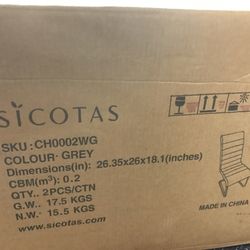 SICOTAS
SKU : CH0002WG
COLOUR· GREY
Dimensions(in): 26.35x26x18.1(inches)
CBM(m³): 0.2
QTY.. 2PCS/CTN
G.W.. 17.5 KGS
N.W.· 15.5 KGS
MADE IN CHINA
www.sicotas.com